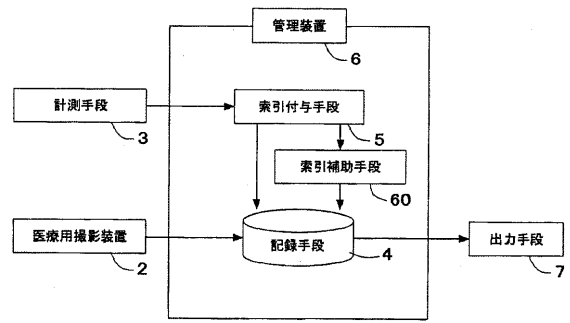 管理装置
6
計測手段
3
索引付与手段
5
索引補助手段
60
医療用撮影装置
2
記録手段
4
出力手段
7